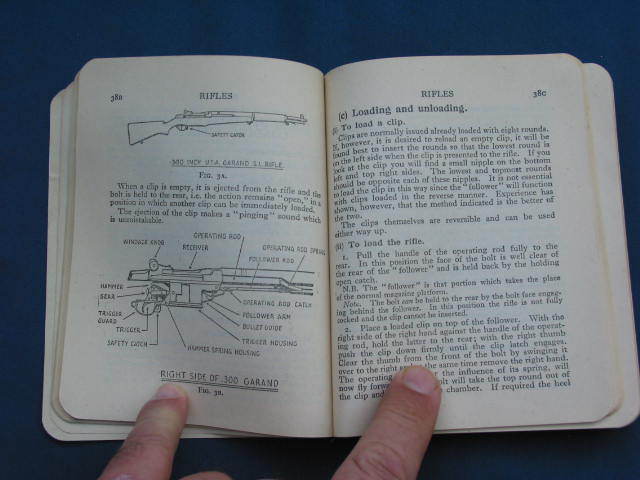 38B RIFLES
SAFETY CATCH
.300 INCH U.S.A. GARAND S.L. RIFLE.
FIG. 3A.
When a clip is empty, it is ejected from the rifle and the
bolt is held to the rear, i.e. the action remains "open," in a
position in which another clip can be immediately loaded.
The ejection of the clip makes a "pinging" sound which
is unmistakable.
OPERATING ROD
WINDAGE KNOB
RECEIVER
OPERATING ROD SPRING
FOLLOWER ROD
HAMMER
SEAR
TRIGGER
GUARD
TRIGGER
SAFETY CATCH
OPERATING ROD CATCH
FOLLOWER ARM
BULLET GUIDE
TRIGGER HOUSING
HAMMER SPRING HOUSING
RIGHT SIDE OF .300 GARAND
FIG. 3B.
RIFLES 38C
(c) Loading and unloading.
(i) To load a clip.
Clips are normally issued already loaded with eight rounds.
If, however, it is desired to reload an empty clip, it will be
found best to insert the rounds so that the lowest round is
on the left side when the clip is presented to the rifle. If you
look at the clip you will find a small nipple on the bottom
left and top right sides. The lowest and topmost rounds
should be opposite each of these nipples. It is not essential
to load the clip in this way since the "follower" will function
with clips loaded in the reverse manner. Experience has
shown, however, that the method indicated is the better of
the two.
The clips themselves are reversible and can be used
either way up.
(ii) To load the rifle.
1. Pull the handle of the operating rod fully to the
rear. In this position the face of the bolt is well clear of
the rear of the "follower" and is held back by the holding
open catch.
N.B. The "follower" is that portion which takes the place
of the normal magazine platform.
Note. The bolt can be held to the rear by the bolt face engag-
ing behind the follower. In this position the rifle is not fully
cocked and the clip cannot be inserted.
2. Place a loaded clip on top of the follower. With the
right side of the right hand against the handle of the operat-
ing rod, hold the latter to the rear; with the right thumb
push the clip down firmly until the clip latch engages.
Clear the thumb from the front of the bolt by swinging it
over to the right same time remove the right hand.
The operating the influence of its spring, will
now fly forw bolt will take the top round out of
the clip and chamber. If required the heel